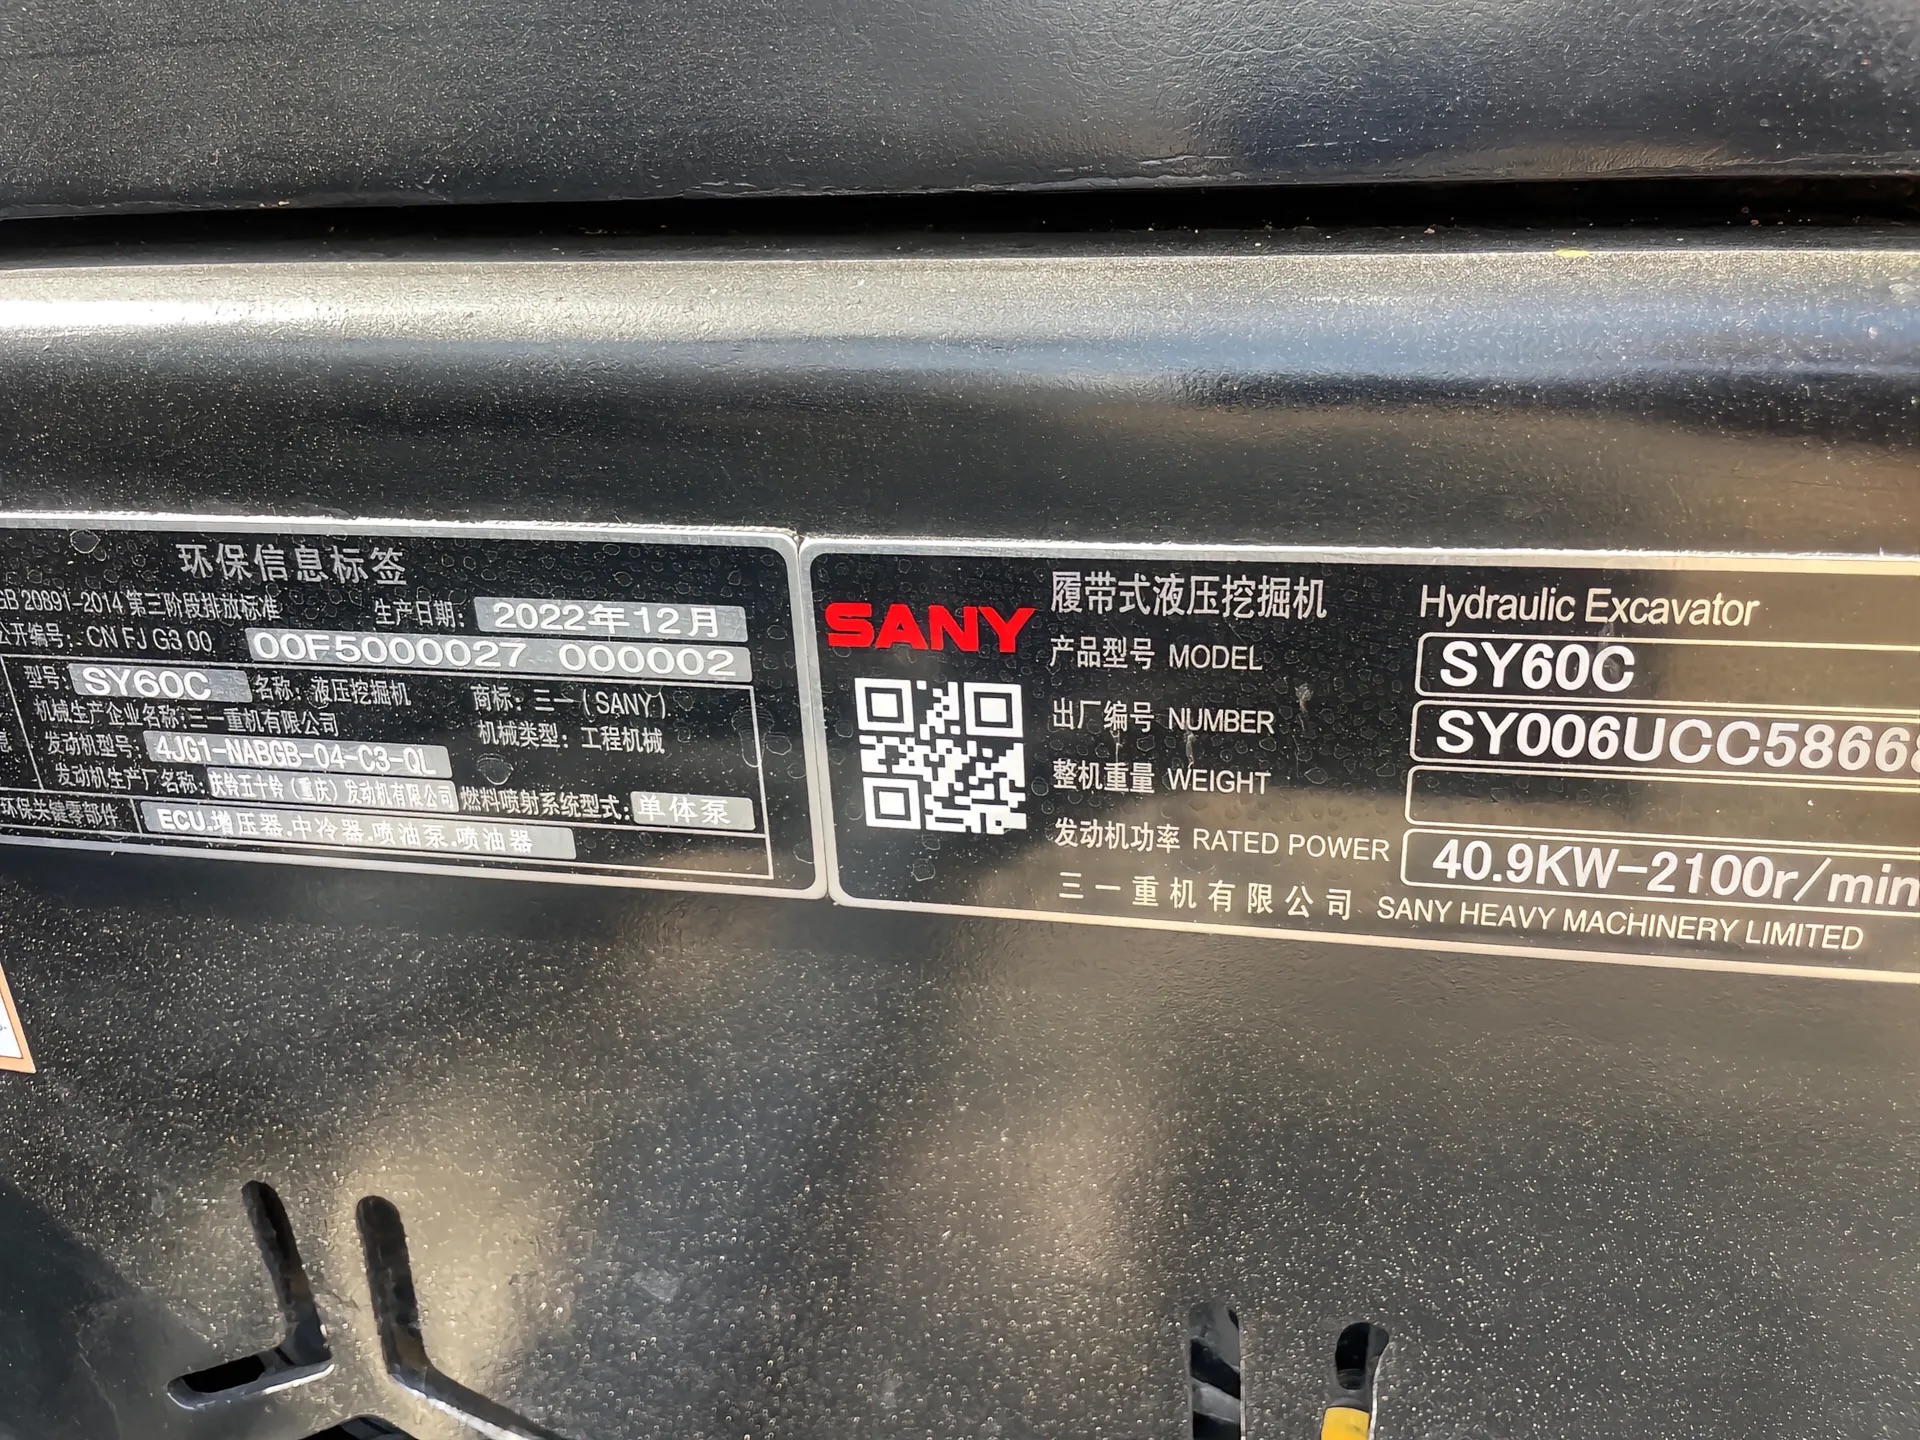 环保信息标签
GB 20891-2014 第三阶段排放标准 生产日期: 2022年12月
公开编号: CN FJ G3 00 00F5000027 000002
型号: SY60C 名称: 液压挖掘机 商标: 三一(SANY)
机械生产企业名称:三一重机有限公司 机械类型: 工程机械
发动机型号: 4JG1-NABGB-04-C3-QL
发动机生产厂名称: 庆铃五十铃(重庆)发动机有限公司 燃料喷射系统型式: 单体泵
环保关键零部件 ECU.增压器.中冷器.喷油泵.喷油器
SANY
履带式液压挖掘机 Hydraulic Excavator
产品型号 MODEL SY60C
出厂编号 NUMBER SY006UCC58668
整机重量 WEIGHT
发动机功率 RATED POWER 40.9KW-2100r/min
三一重机有限公司 SANY HEAVY MACHINERY LIMITED